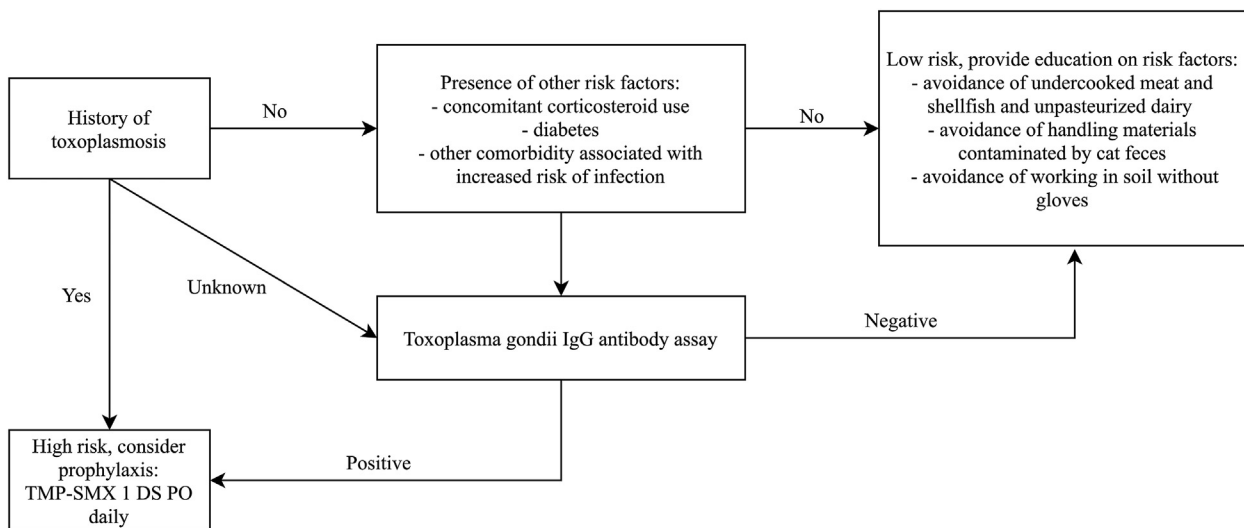 History of
toxoplasmosis
No
Presence of other risk factors:
- concomitant corticosteroid use
- diabetes
- other comorbidity associated with
increased risk of infection
No
Low risk, provide education on risk factors:
- avoidance of undercooked meat and
shellfish and unpasteurized dairy
- avoidance of handling materials
contaminated by cat feces
- avoidance of working in soil without
gloves
Yes
Unknown
Toxoplasma gondii IgG antibody assay
Negative
Positive
High risk, consider
prophylaxis:
TMP-SMX 1 DS PO
daily